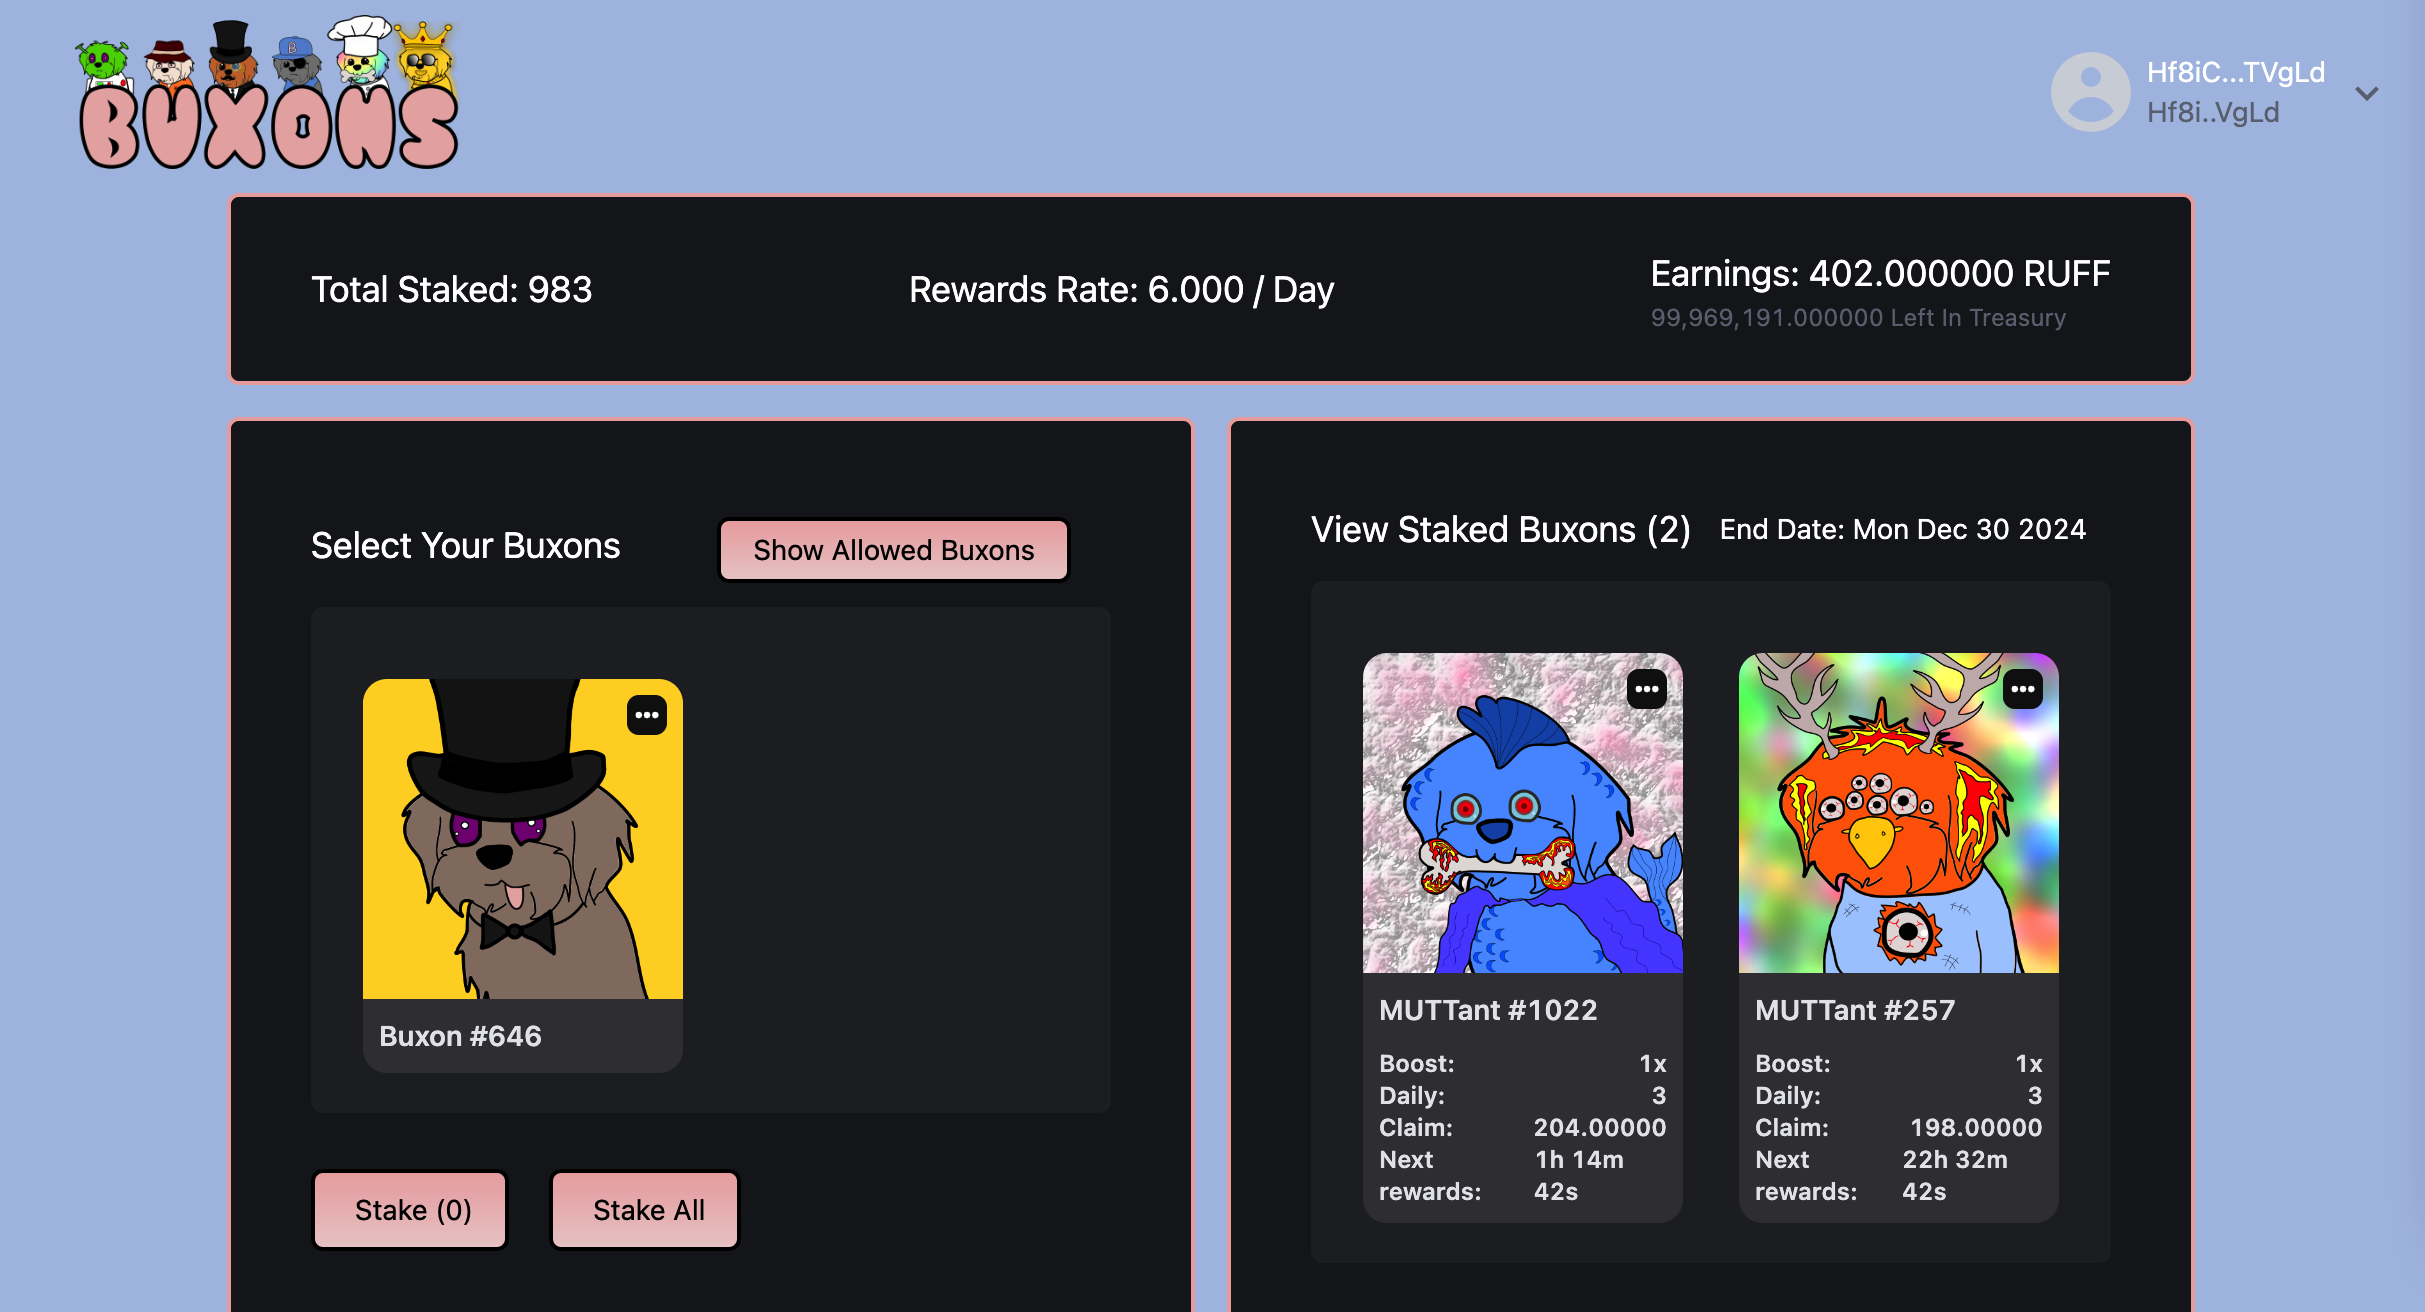 B
BUXONS
Hf8iC...TVgLd
Hf8i..VgLd
Total Staked: 983
Rewards Rate: 6.000 / Day
Earnings: 402.000000 RUFF
99,969,191.000000 Left In Treasury
Select Your Buxons
Show Allowed Buxons
Buxon #646
Stake (0)
Stake All
View Staked Buxons (2)
End Date: Mon Dec 30 2024
MUTTant #1022
Boost: 1x
Daily: 3
Claim: 204.00000
Next 1h 14m
rewards: 42s
MUTTant #257
Boost: 1x
Daily: 3
Claim: 198.00000
Next 22h 32m
rewards: 42s